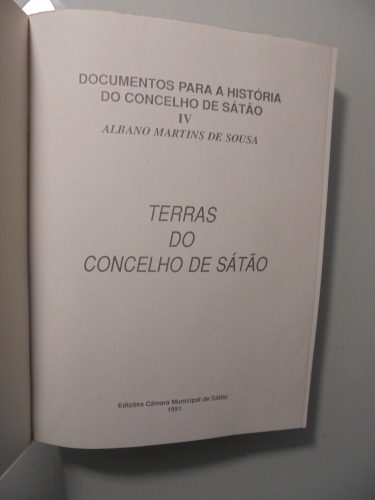 DOCUMENTOS PARA A HISTÓRIA
DO CONCELHO DE SÁTÃO
IV
ALBANO MARTINS DE SOUSA
TERRAS
DO
CONCELHO DE SÁTÃO
Edições Câmara Municipal de Satão
1991